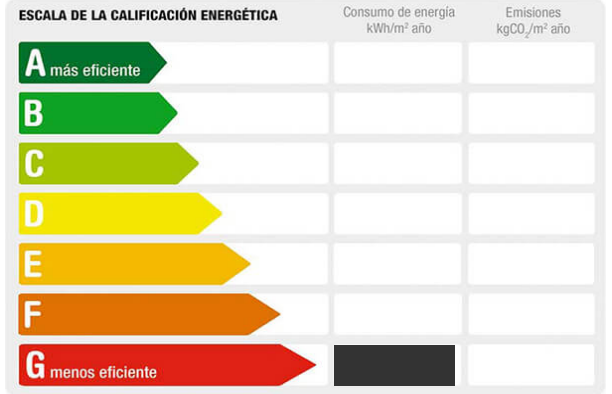 ESCALA DE LA CALIFICACIÓN ENERGÉTICA
Consumo de energía
kWh/m² año
Emisiones
kgCO₂/m² año
A más eficiente
B
C
D
E
F
G menos eficiente